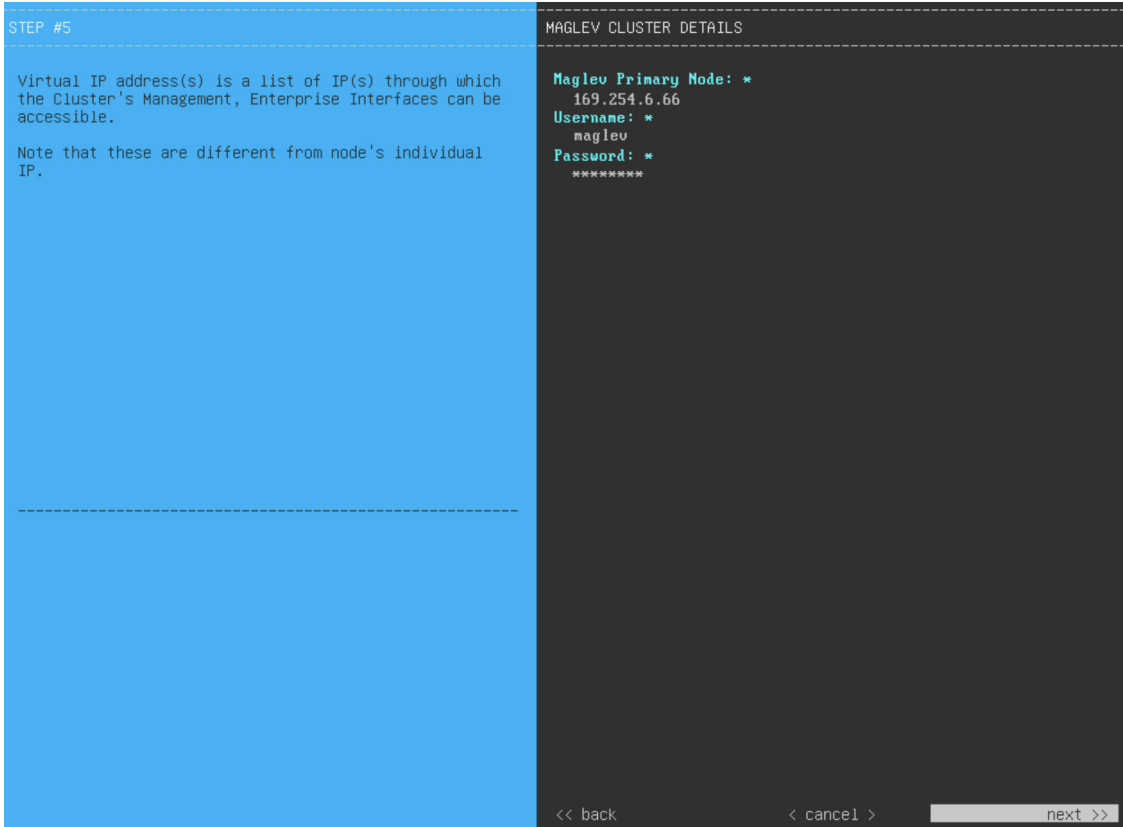 STEP #5
Virtual IP address(s) is a list of IP(s) through which
the Cluster's Management, Enterprise Interfaces can be
accessible.
Note that these are different from node's individual
IP.
MAGLEV CLUSTER DETAILS
Maglev Primary Node: *
169.254.6.66
Username: *
maglev
Password: *
********
<< back
< cancel >
next >>